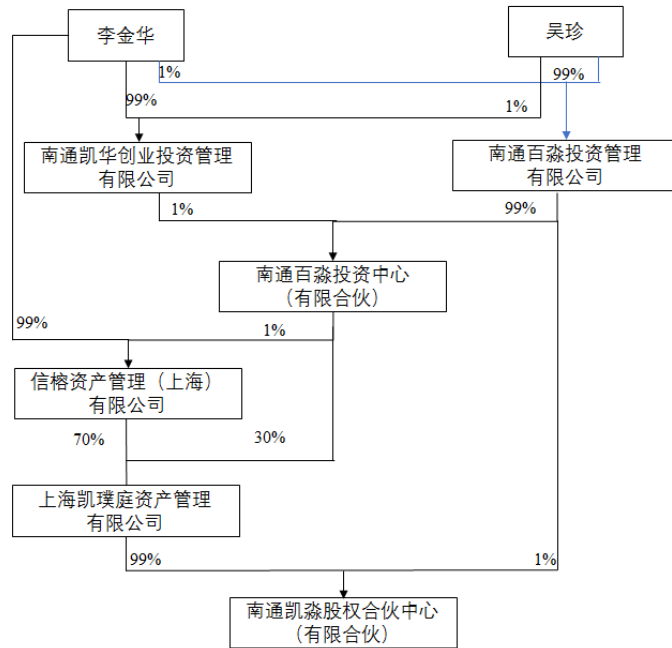 李金华
吴珍
1%
99%
99%
1%
南通凯华创业投资管理
有限公司
南通百淼投资管理
有限公司
1%
99%
南通百淼投资中心
（有限合伙）
99%
1%
信榕资产管理（上海）
有限公司
70%
30%
上海凯璞庭资产管理
有限公司
99%
1%
南通凯淼股权合伙中心
（有限合伙）